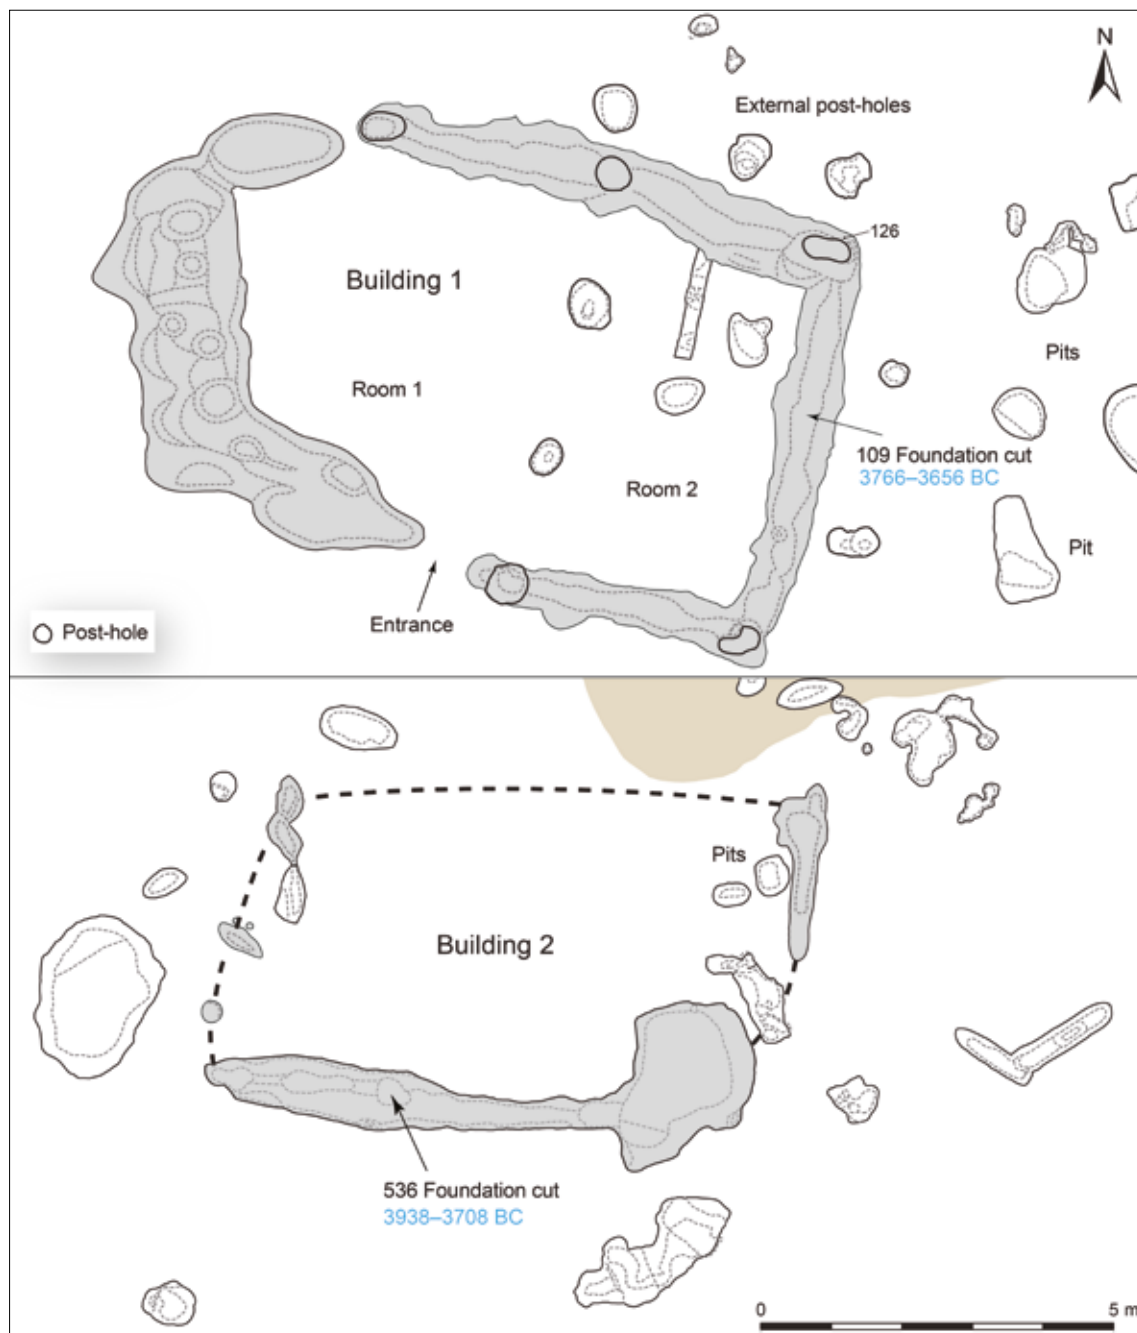 N
External post-holes
126
Building 1
Pits
Room 1
109 Foundation cut
3766–3656 BC
Room 2
Pit
Entrance
Post-hole
Pits
Building 2
536 Foundation cut
3938–3708 BC
0
5 m